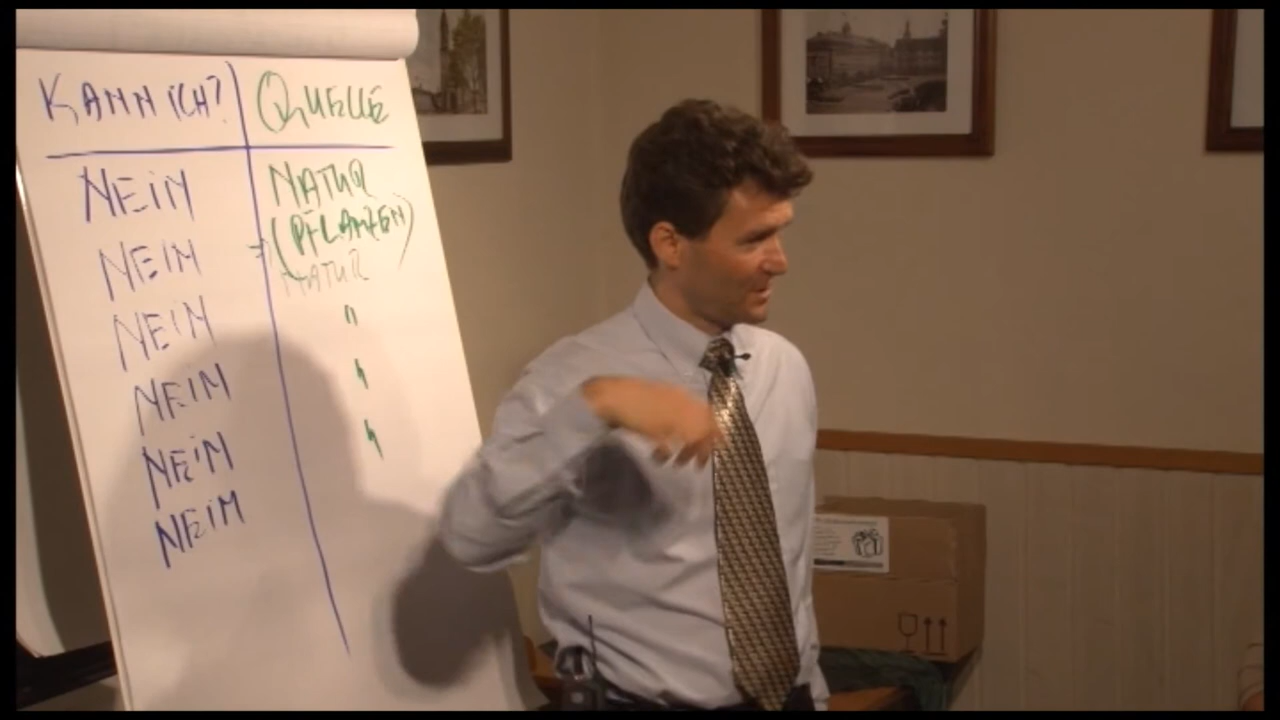 KANN ICH? QUELLE
NEIN NATUR
(PFLANZEN)
NEIN NATUR
NEIN "
NEIN "
NEIN "
NEIN